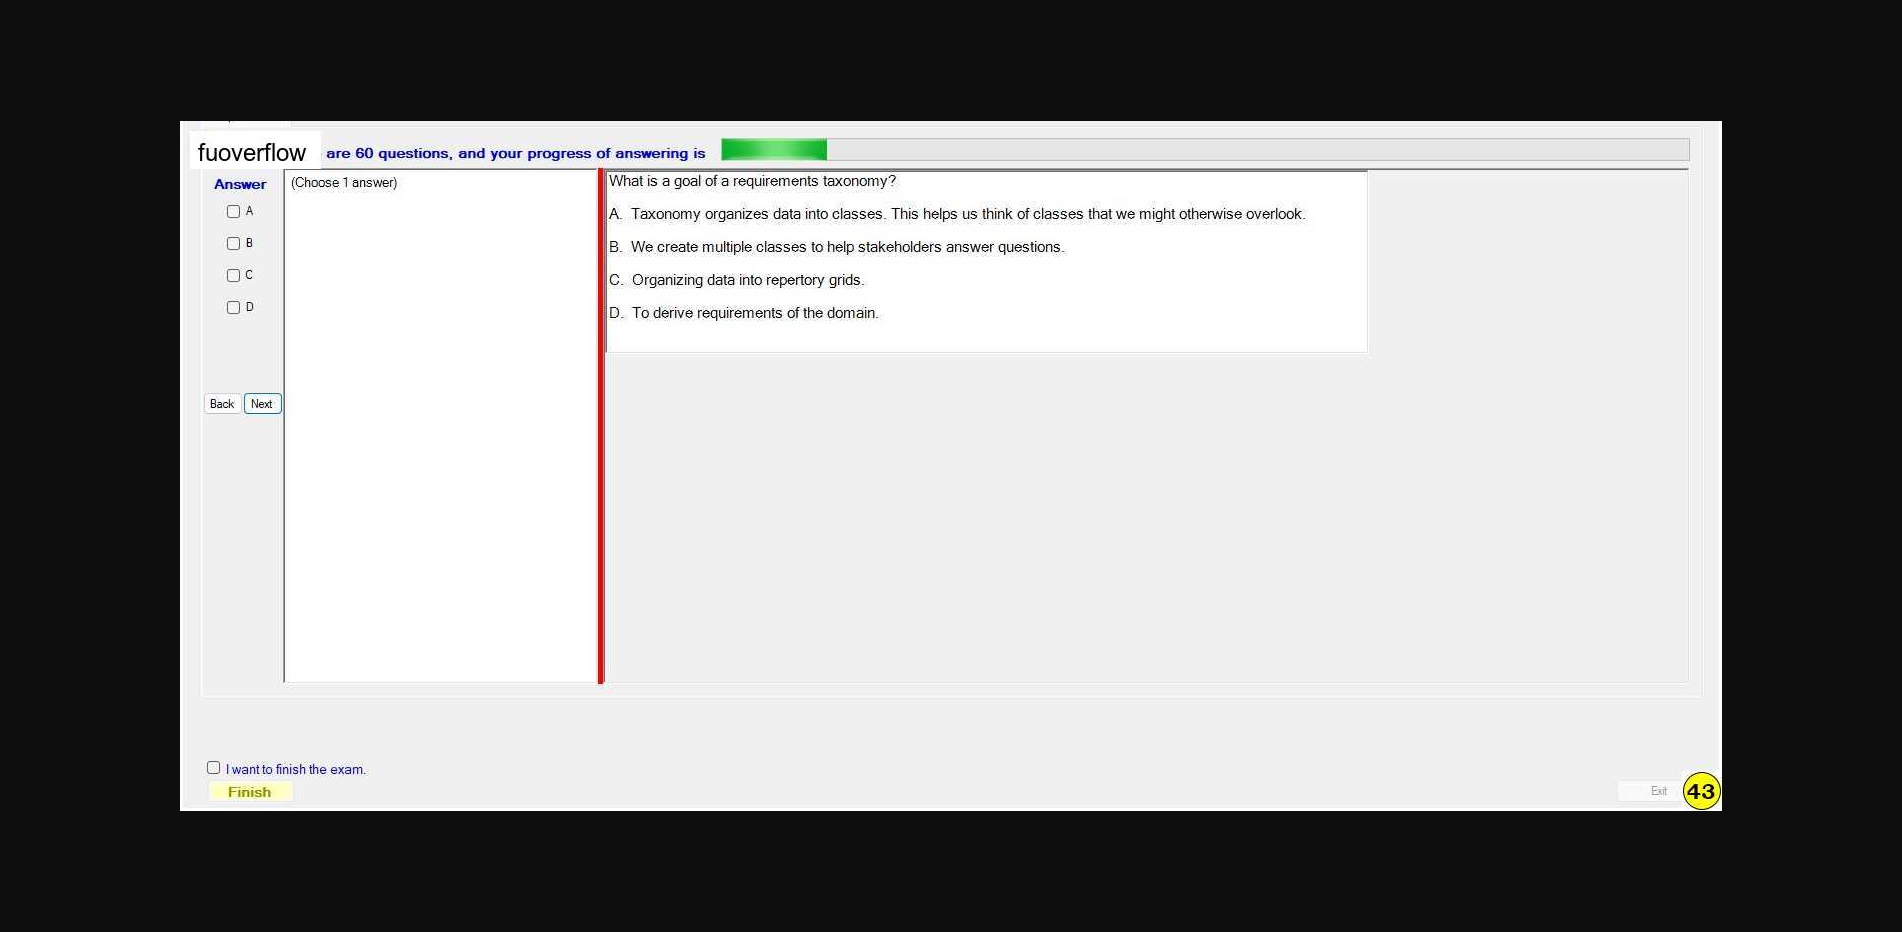 fuoverflow are 60 questions, and your progress of answering is
Answer
A
B
C
D
Back Next
(Choose 1 answer)
What is a goal of a requirements taxonomy?
A. Taxonomy organizes data into classes. This helps us think of classes that we might otherwise overlook.
B. We create multiple classes to help stakeholders answer questions.
C. Organizing data into repertory grids.
D. To derive requirements of the domain.
I want to finish the exam.
Finish
Exit
43